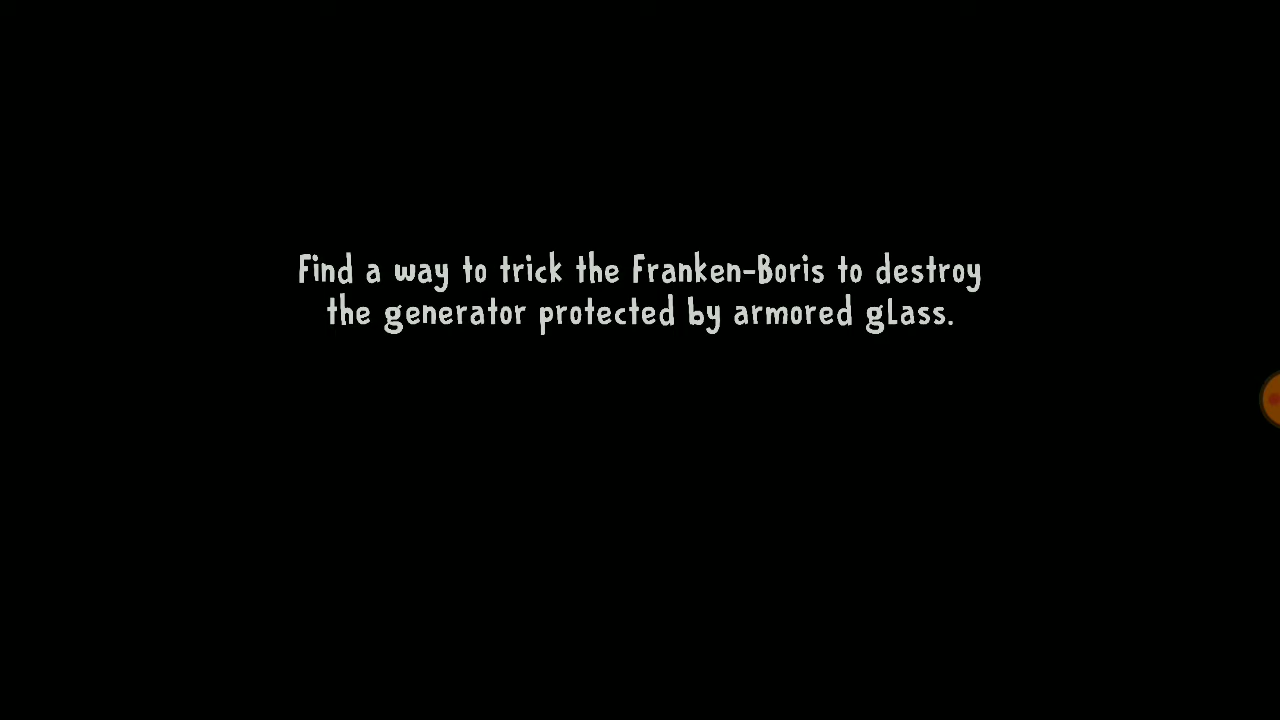 Find a way to trick the Franken-Boris to destroy
the generator protected by armored glass.